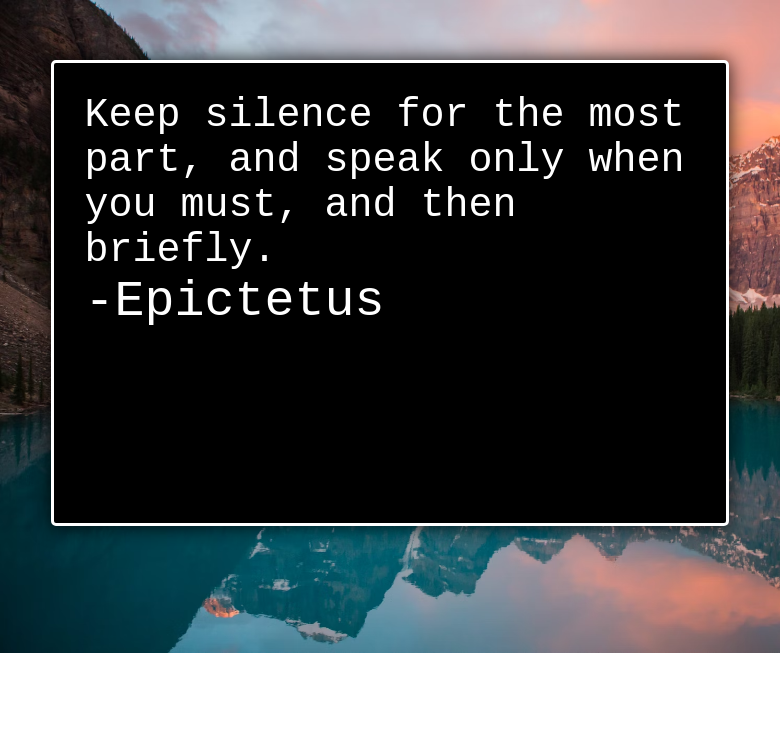 Keep silence for the most
part, and speak only when
you must, and then
briefly.
-Epictetus